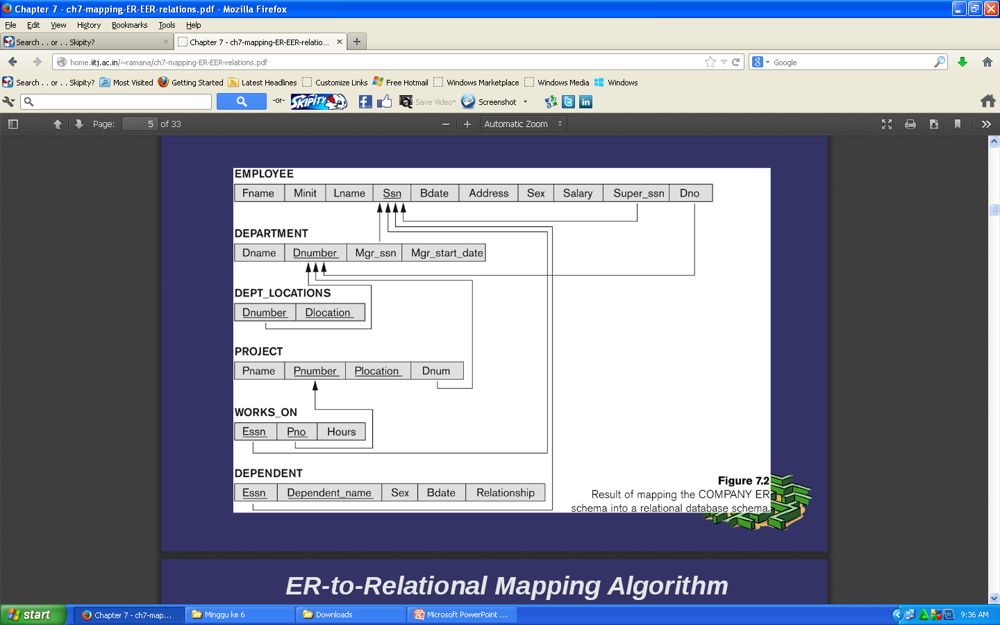 Chapter 7 - ch7-mapping-ER-EER-relations.pdf - Mozilla Firefox
File Edit View History Bookmarks Tools Help
Search . . or . . Skipity? Chapter 7 - ch7-mapping-ER-EER-relatio...
home.iitj.ac.in/~ramana/ch7-mapping-ER-EER-relations.pdf Google
Search . . or . . Skipity? Most Visited Getting Started Latest Headlines Customize Links Free Hotmail Windows Marketplace Windows Media Windows
-or- SKIPITY Save Video Screenshot
Page: 5 of 33 Automatic Zoom
EMPLOYEE
Fname Minit Lname Ssn Bdate Address Sex Salary Super_ssn Dno
DEPARTMENT
Dname Dnumber Mgr_ssn Mgr_start_date
DEPT_LOCATIONS
Dnumber Dlocation
PROJECT
Pname Pnumber Plocation Dnum
WORKS_ON
Essn Pno Hours
DEPENDENT
Essn Dependent_name Sex Bdate Relationship
Figure 7.2
Result of mapping the COMPANY ER
schema into a relational database schema.
ER-to-Relational Mapping Algorithm
start Chapter 7 - ch7-map... Minggu ke 6 Downloads Microsoft PowerPoint ... 9:36 AM